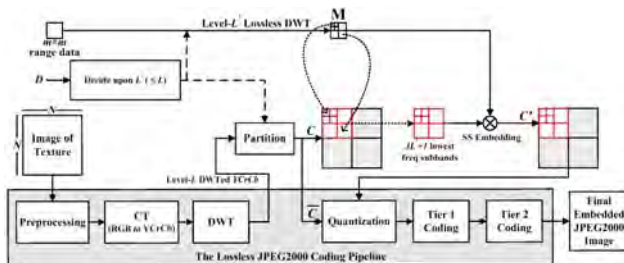 Level-L' Lossless DWT
M
m×m
range data
D
Decide upon L' (≤ L)
N
N
Image of
Texture
Partition
C
3L'+1 lowest
freq subbands
SS Embedding
C'
Level-L DWTed YCrCb
C
Preprocessing
CT
(RGB to YCrCb)
DWT
Quantization
Tier 1
Coding
Tier 2
Coding
Final
Embedded
JPEG2000
Image
The Lossless JPEG2000 Coding Pipeline